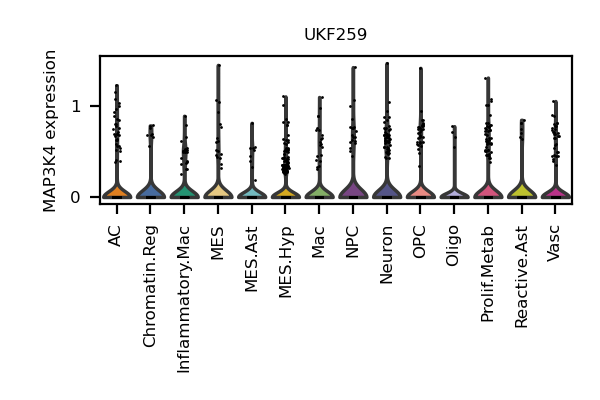 UKF259
MAP3K4 expression
1
0
AC
Chromatin.Reg
Inflammatory.Mac
MES
MES.Ast
MES.Hyp
Mac
NPC
Neuron
OPC
Oligo
Prolif.Metab
Reactive.Ast
Vasc